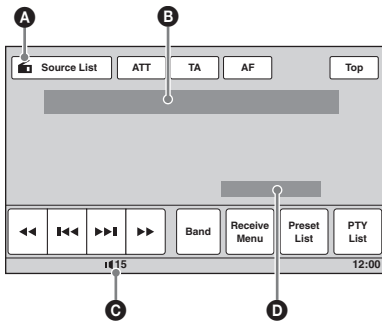 A
B
Source List ATT TA AF Top
Band Receive Menu Preset List PTY List
15 12:00
C
D